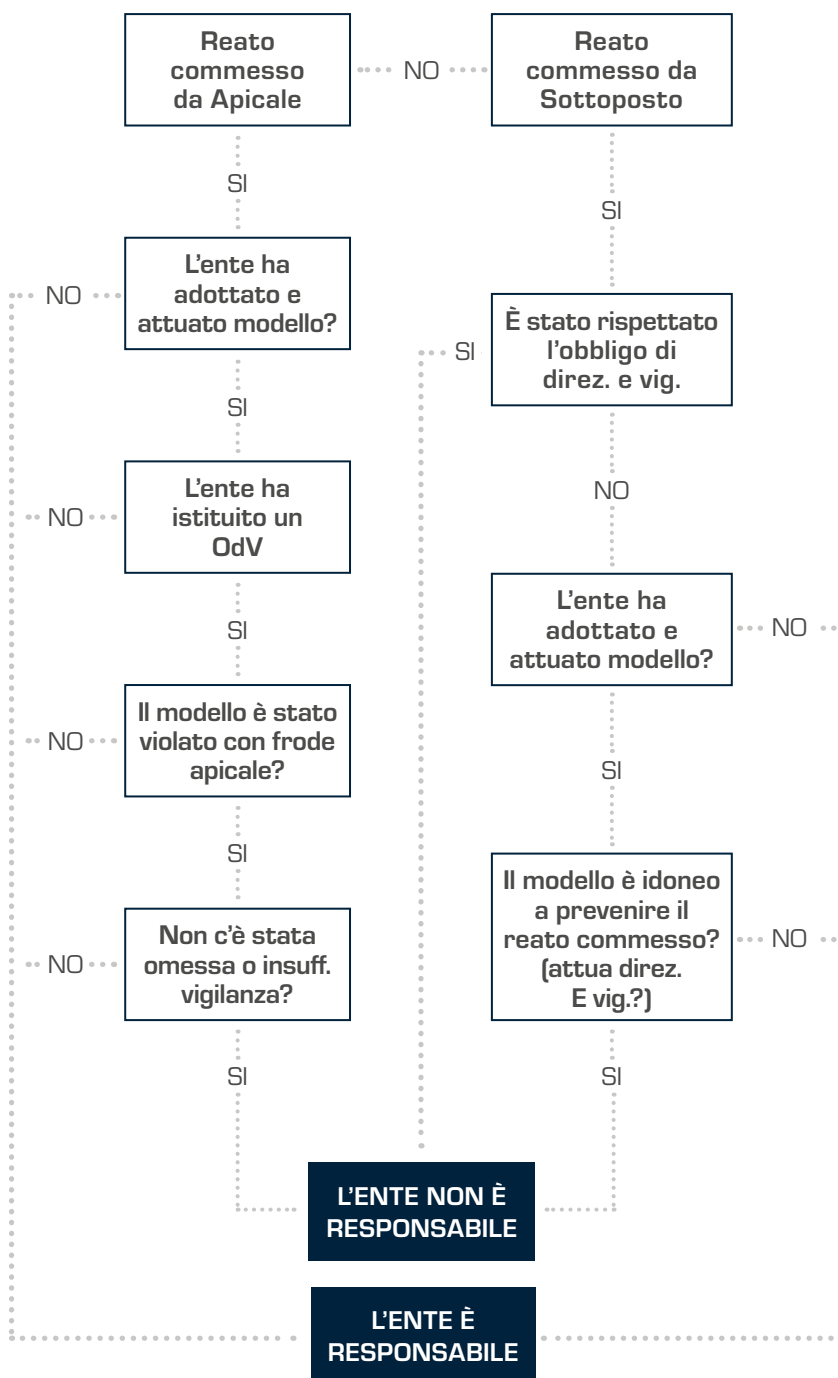 Reato
commesso
da Apicale
NO
Reato
commesso da
Sottoposto
SI
SI
L'ente ha
adottato e
attuato modello?
NO
È stato rispettato
l'obbligo di
direz. e vig.
SI
SI
NO
L'ente ha
istituito un
OdV
NO
SI
L'ente ha
adottato e
attuato modello?
NO
Il modello è stato
violato con frode
apicale?
NO
SI
SI
Il modello è idoneo
a prevenire il
reato commesso?
(attua direz.
E vig.?)
NO
Non c'è stata
omessa o insuff.
vigilanza?
NO
SI
SI
L'ENTE NON È
RESPONSABILE
L'ENTE È
RESPONSABILE